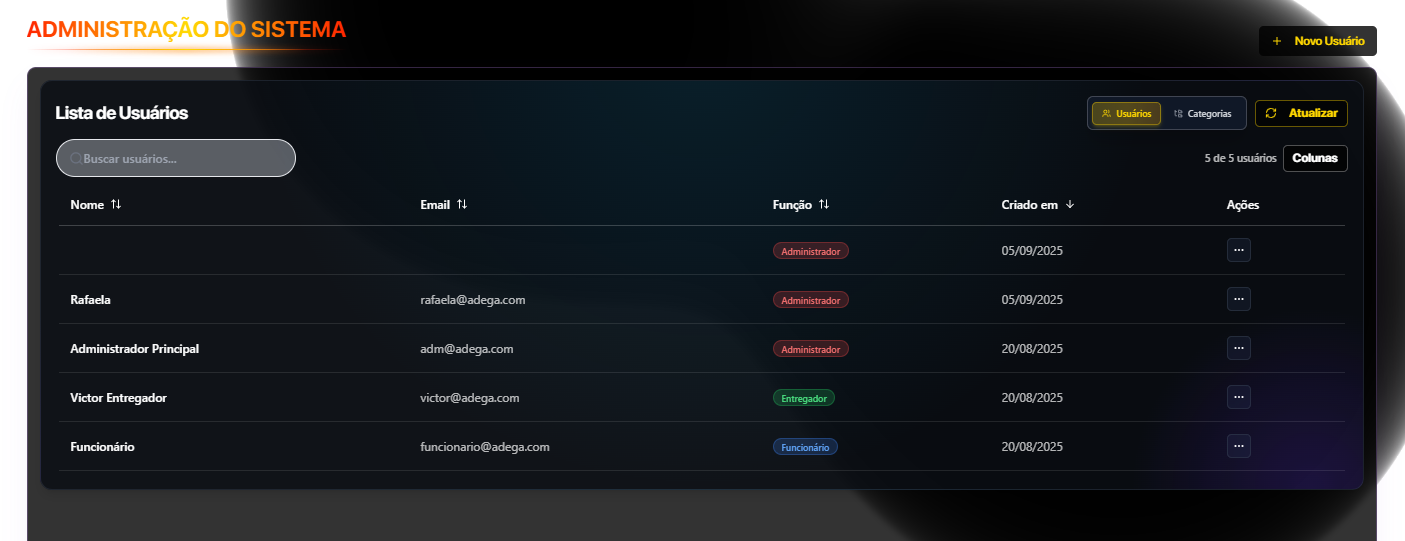 ADMINISTRAÇÃO DO SISTEMA
+ Novo Usuário
Lista de Usuários
Usuários Categorias Atualizar
Buscar usuários...
5 de 5 usuários Colunas
Nome Email Função Criado em Ações
Administrador 05/09/2025
Rafaela rafaela@adega.com Administrador 05/09/2025
Administrador Principal adm@adega.com Administrador 20/08/2025
Victor Entregador victor@adega.com Entregador 20/08/2025
Funcionário funcionario@adega.com Funcionário 20/08/2025